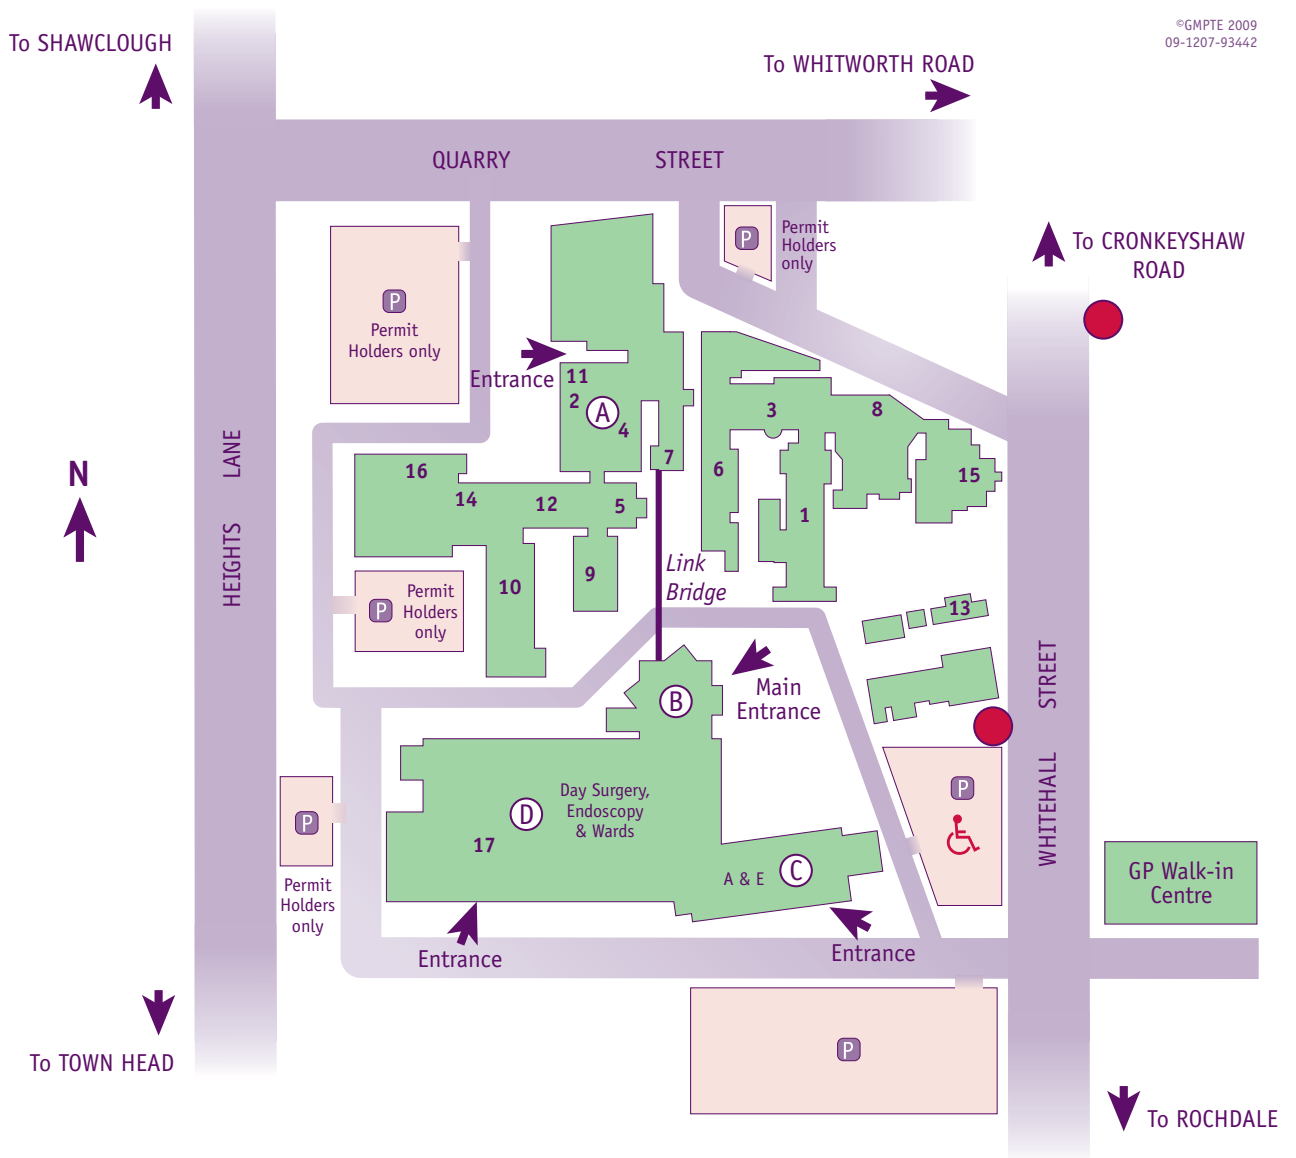 ©GMPTE 2009
09-1207-93442
To SHAWCLOUGH
To WHITWORTH ROAD
QUARRY STREET
To CRONKEYSHAW
ROAD
P
Permit
Holders
only
P
Permit
Holders only
Entrance
11
2
A
4
7
3
8
6
15
1
16
14
12
5
9
10
N
HEIGHTS LANE
Link
Bridge
P
Permit
Holders
only
13
B
Main
Entrance
WHITEHALL STREET
P
Day Surgery,
Endoscopy
& Wards
D
17
A & E
C
P
Permit
Holders
only
GP Walk-in
Centre
Entrance
Entrance
P
To TOWN HEAD
To ROCHDALE